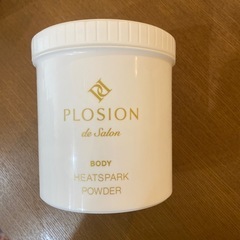 PLOSION
de Salon
BODY
HEATSPARK
POWDER